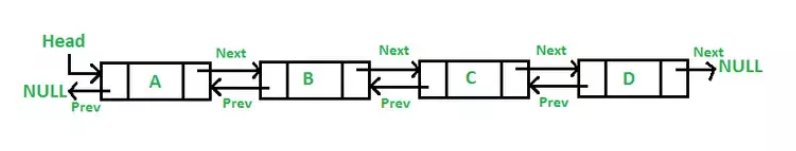 Head
Next Next Next Next
A B C D NULL
NULL
Prev Prev Prev Prev